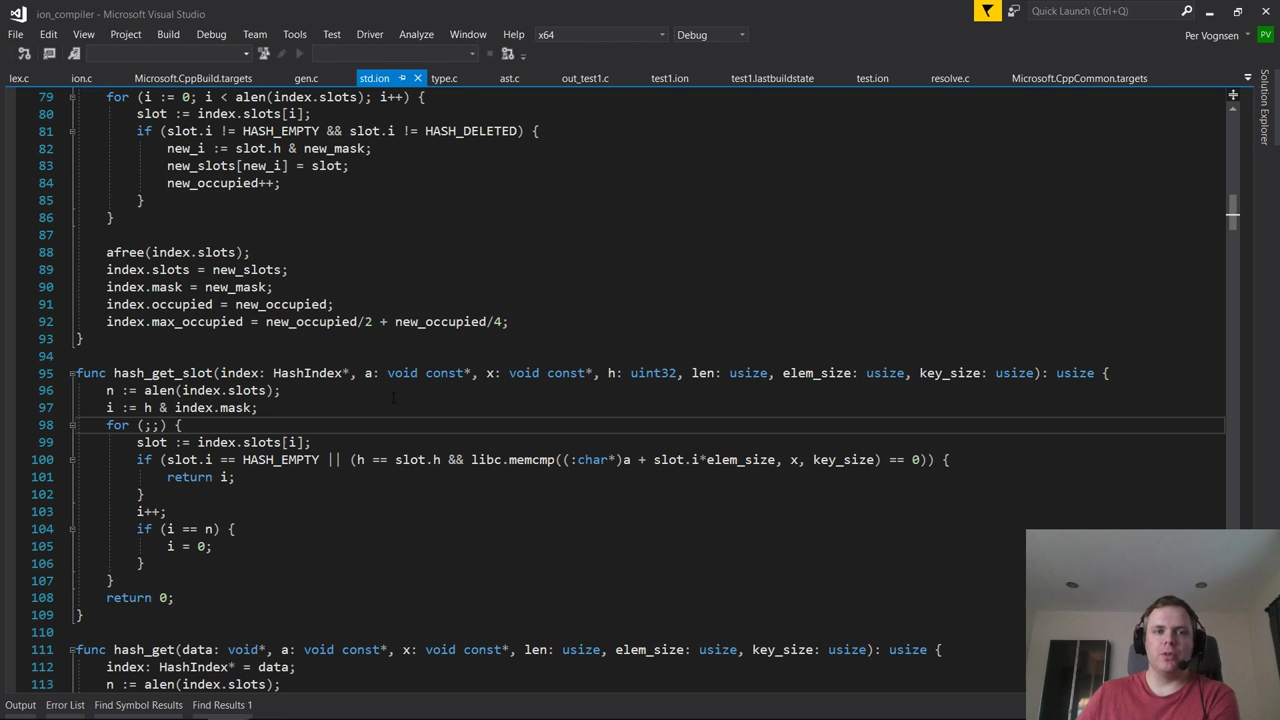 ion_compiler - Microsoft Visual Studio
Quick Launch (Ctrl+Q)
File Edit View Project Build Debug Team Tools Test Driver Analyze Window Help x64 Debug Per Vognsen PV
lex.c ion.c Microsoft.CppBuild.targets gen.c std.ion type.c ast.c out_test1.c test1.ion test1.lastbuildstate test.ion resolve.c Microsoft.CppCommon.targets
Solution Explorer
79 for (i := 0; i < alen(index.slots); i++) {
80 slot := index.slots[i];
81 if (slot.i != HASH_EMPTY && slot.i != HASH_DELETED) {
82 new_i := slot.h & new_mask;
83 new_slots[new_i] = slot;
84 new_occupied++;
85 }
86 }
87
88 afree(index.slots);
89 index.slots = new_slots;
90 index.mask = new_mask;
91 index.occupied = new_occupied;
92 index.max_occupied = new_occupied/2 + new_occupied/4;
93 }
94
95 func hash_get_slot(index: HashIndex*, a: void const*, x: void const*, h: uint32, len: usize, elem_size: usize, key_size: usize): usize {
96 n := alen(index.slots);
97 i := h & index.mask;
98 for (;;) {
99 slot := index.slots[i];
100 if (slot.i == HASH_EMPTY || (h == slot.h && libc.memcmp((:char*)a + slot.i*elem_size, x, key_size) == 0)) {
101 return i;
102 }
103 i++;
104 if (i == n) {
105 i = 0;
106 }
107 }
108 return 0;
109 }
110
111 func hash_get(data: void*, a: void const*, x: void const*, len: usize, elem_size: usize, key_size: usize): usize {
112 index: HashIndex* = data;
113 n := alen(index.slots);
Output Error List Find Symbol Results Find Results 1